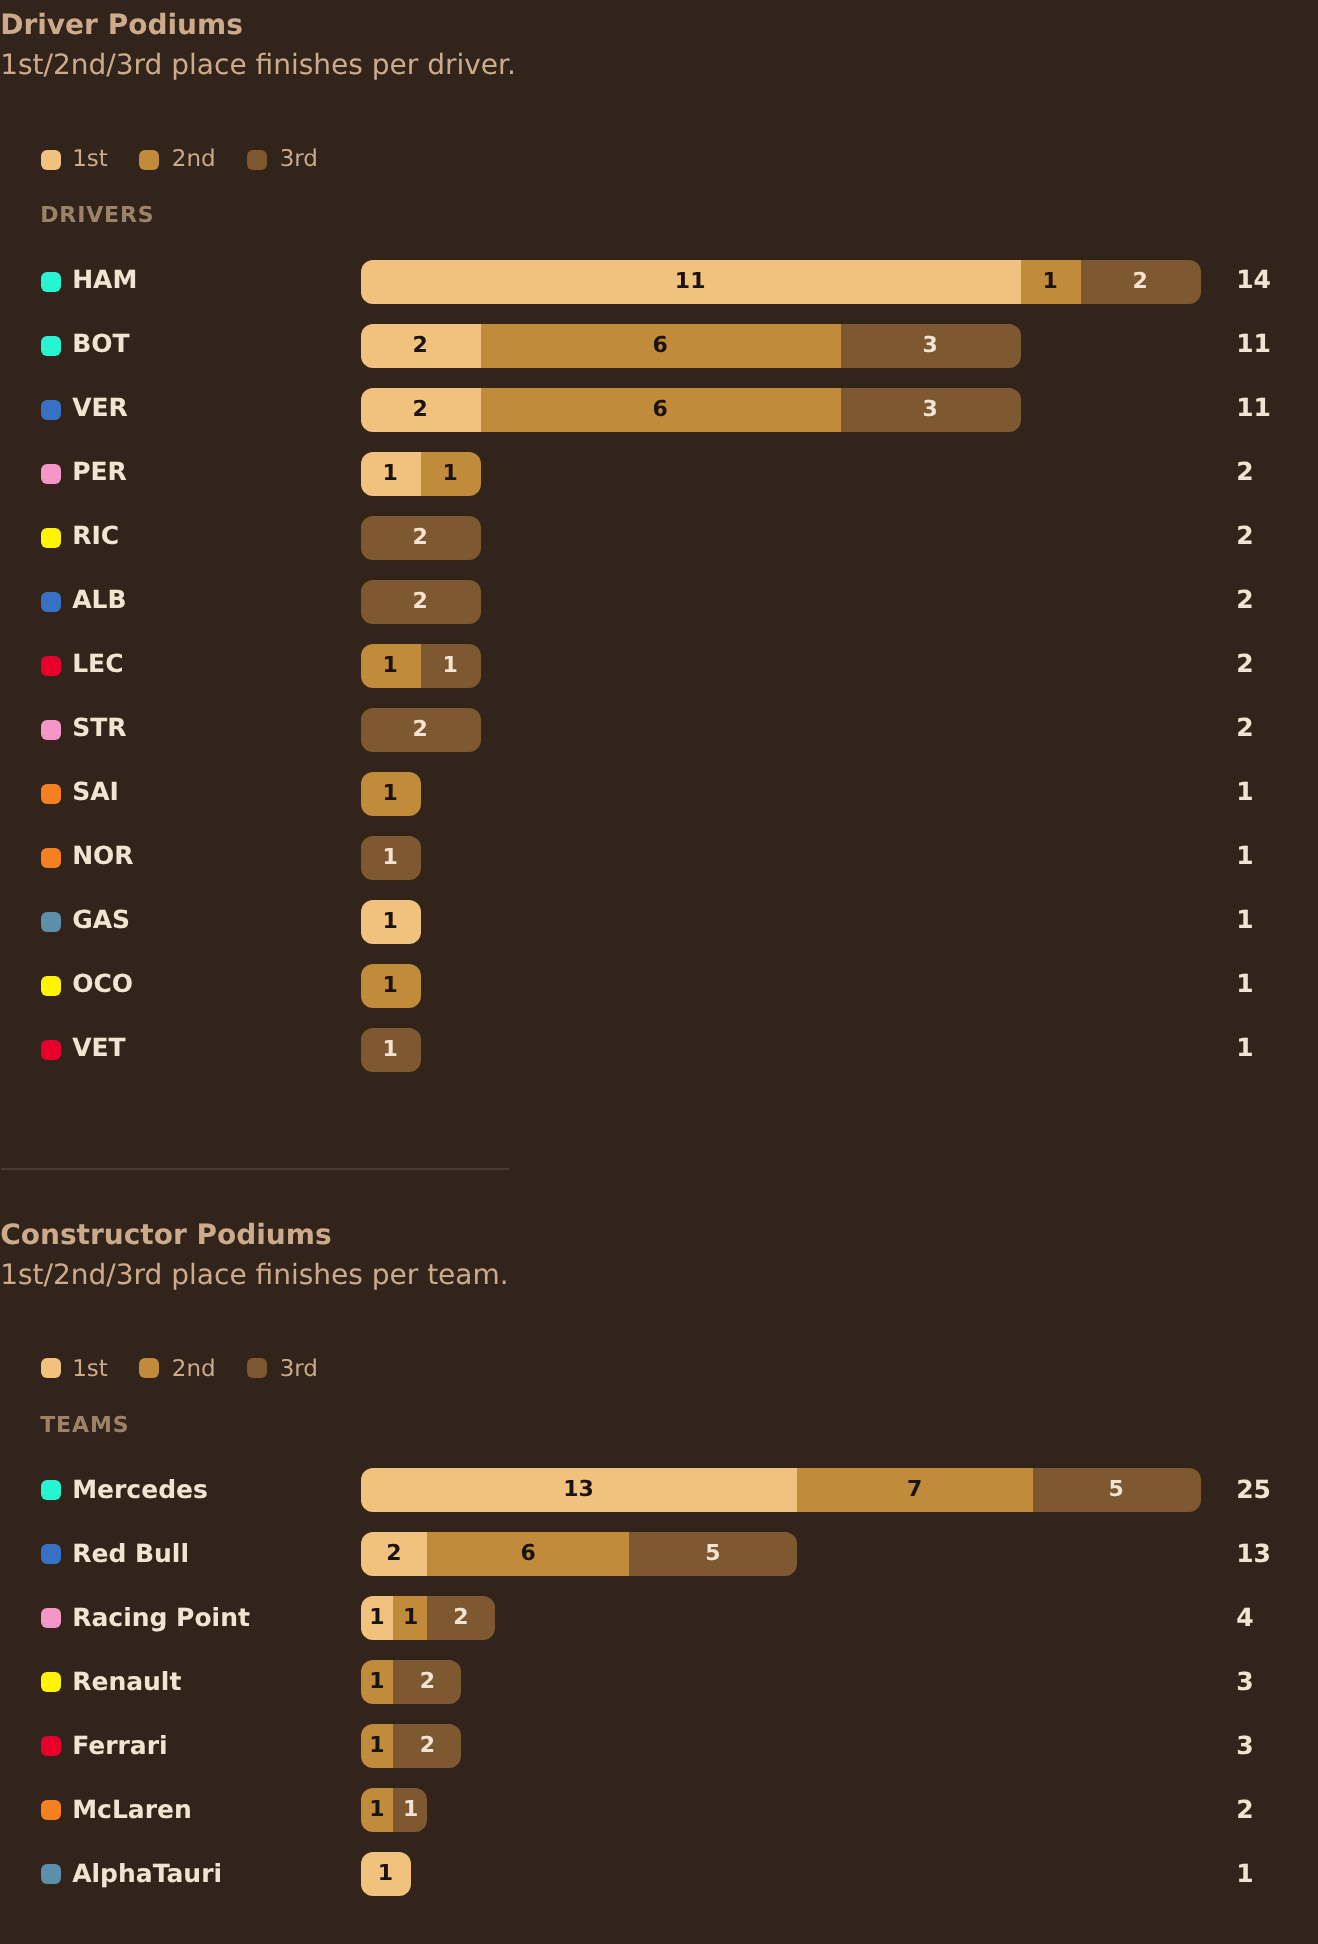 Driver Podiums
1st/2nd/3rd place finishes per driver.
1st 2nd 3rd
DRIVERS
HAM 11 1 2 14
BOT 2 6 3 11
VER 2 6 3 11
PER 1 1 2
RIC 2 2
ALB 2 2
LEC 1 1 2
STR 2 2
SAI 1 1
NOR 1 1
GAS 1 1
OCO 1 1
VET 1 1
Constructor Podiums
1st/2nd/3rd place finishes per team.
1st 2nd 3rd
TEAMS
Mercedes 13 7 5 25
Red Bull 2 6 5 13
Racing Point 1 1 2 4
Renault 1 2 3
Ferrari 1 2 3
McLaren 1 1 2
AlphaTauri 1 1